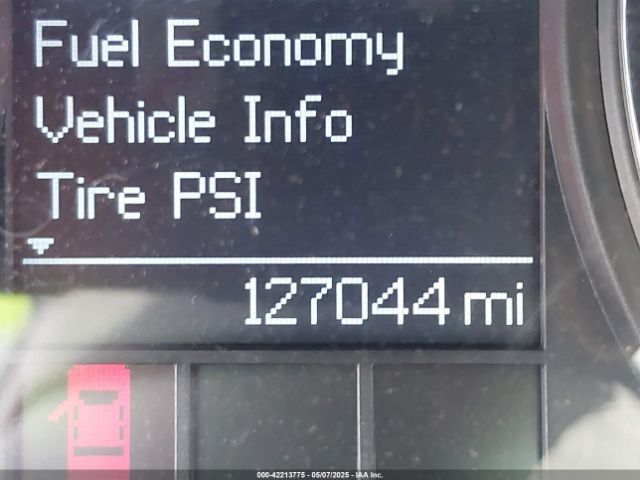 Fuel Economy
Vehicle Info
Tire PSI
127044 mi
000-42213775 - 05/07/2025 - IAA Inc.